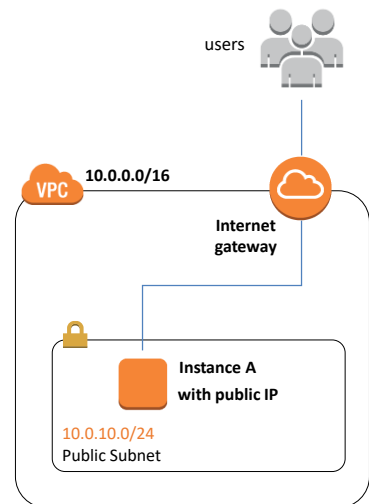 users
VPC
10.0.0.0/16
Internet
gateway
Instance A
with public IP
10.0.10.0/24
Public Subnet